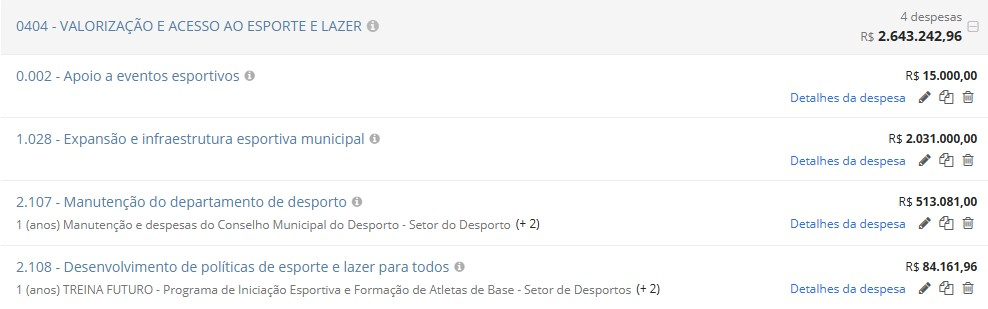 0404 - VALORIZAÇÃO E ACESSO AO ESPORTE E LAZER
4 despesas
R$ 2.643.242,96
0.002 - Apoio a eventos esportivos
R$ 15.000,00
Detalhes da despesa
1.028 - Expansão e infraestrutura esportiva municipal
R$ 2.031.000,00
Detalhes da despesa
2.107 - Manutenção do departamento de desporto
R$ 513.081,00
1 (anos) Manutenção e despesas do Conselho Municipal do Desporto - Setor do Desporto (+ 2)
Detalhes da despesa
2.108 - Desenvolvimento de políticas de esporte e lazer para todos
R$ 84.161,96
1 (anos) TREINA FUTURO - Programa de Iniciação Esportiva e Formação de Atletas de Base - Setor de Desportos (+ 2)
Detalhes da despesa